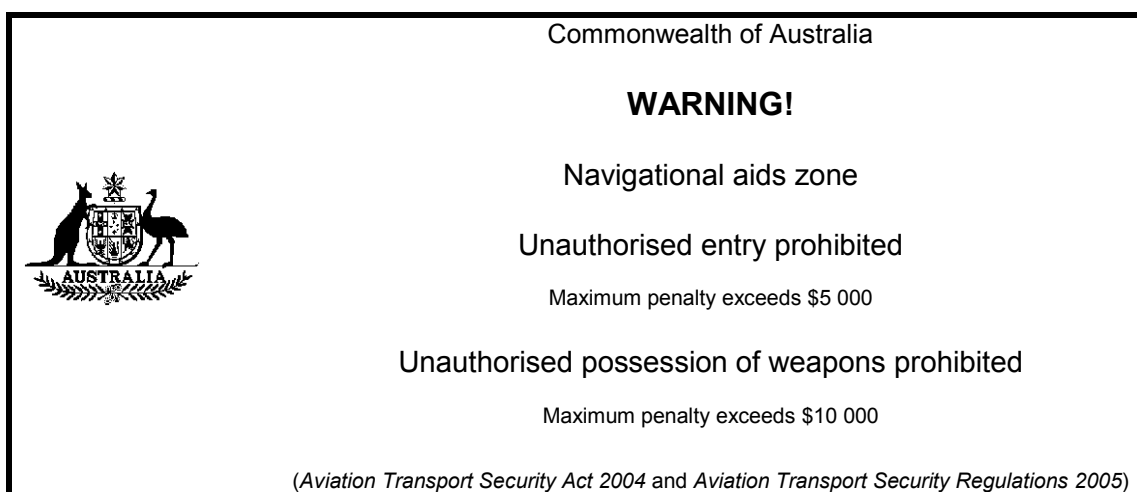 Commonwealth of Australia
WARNING!
Navigational aids zone
AUSTRALIA
Unauthorised entry prohibited
Maximum penalty exceeds $5 000
Unauthorised possession of weapons prohibited
Maximum penalty exceeds $10 000
(Aviation Transport Security Act 2004 and Aviation Transport Security Regulations 2005)